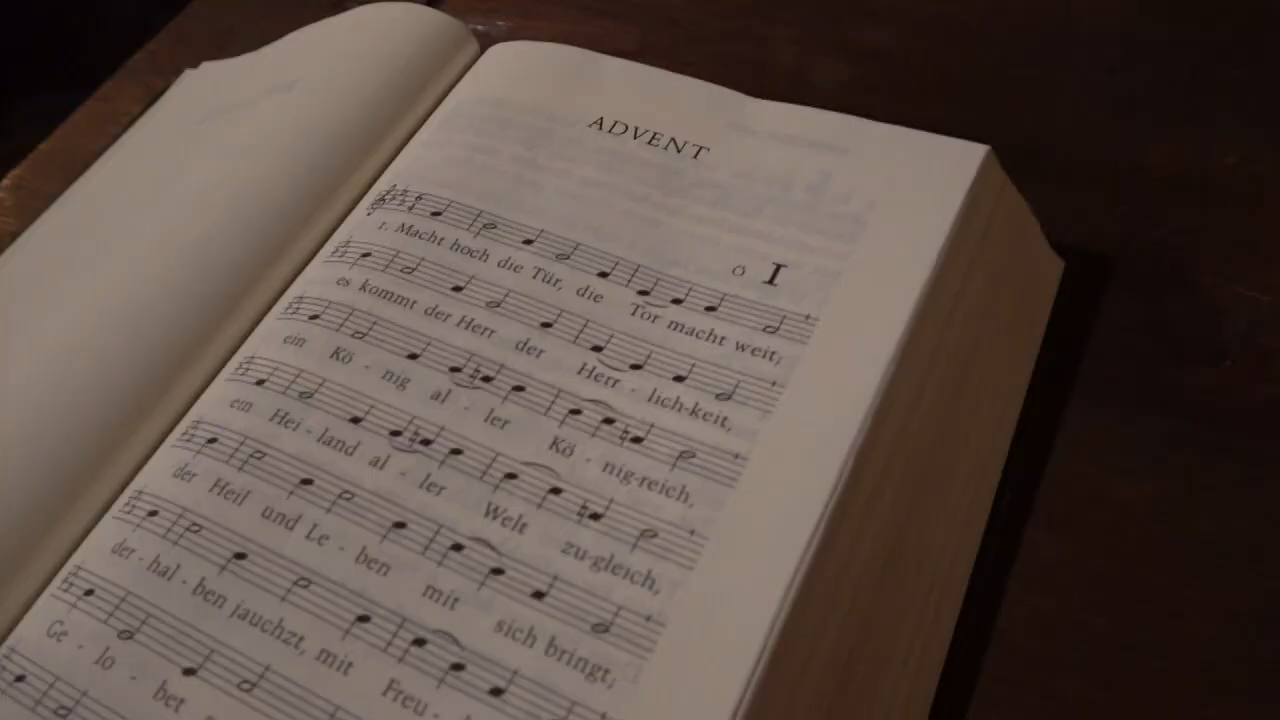 ADVENT
ö 1
1. Macht hoch die Tür, die Tor macht weit;
es kommt der Herr der Herr - lich-keit,
ein Kö - nig al - ler Kö - nig-reich,
ein Hei - land al - ler Welt zu-gleich,
der Heil und Le - ben mit sich bringt;
der-hal - ben jauchzt, mit Freu -
Ge - lo - bet